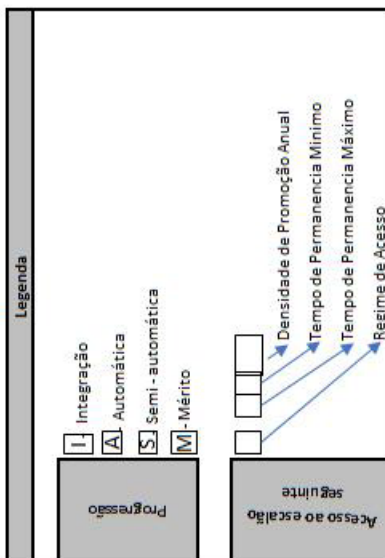 Legenda
Progressão
I - Integração
A - Automática
S - Semi - automática
M - Mérito
Acesso ao escalão
seguinte
Densidade de Promoção Anual
Tempo de Permanencia Minimo
Tempo de Permanencia Máximo
Regime de Acesso